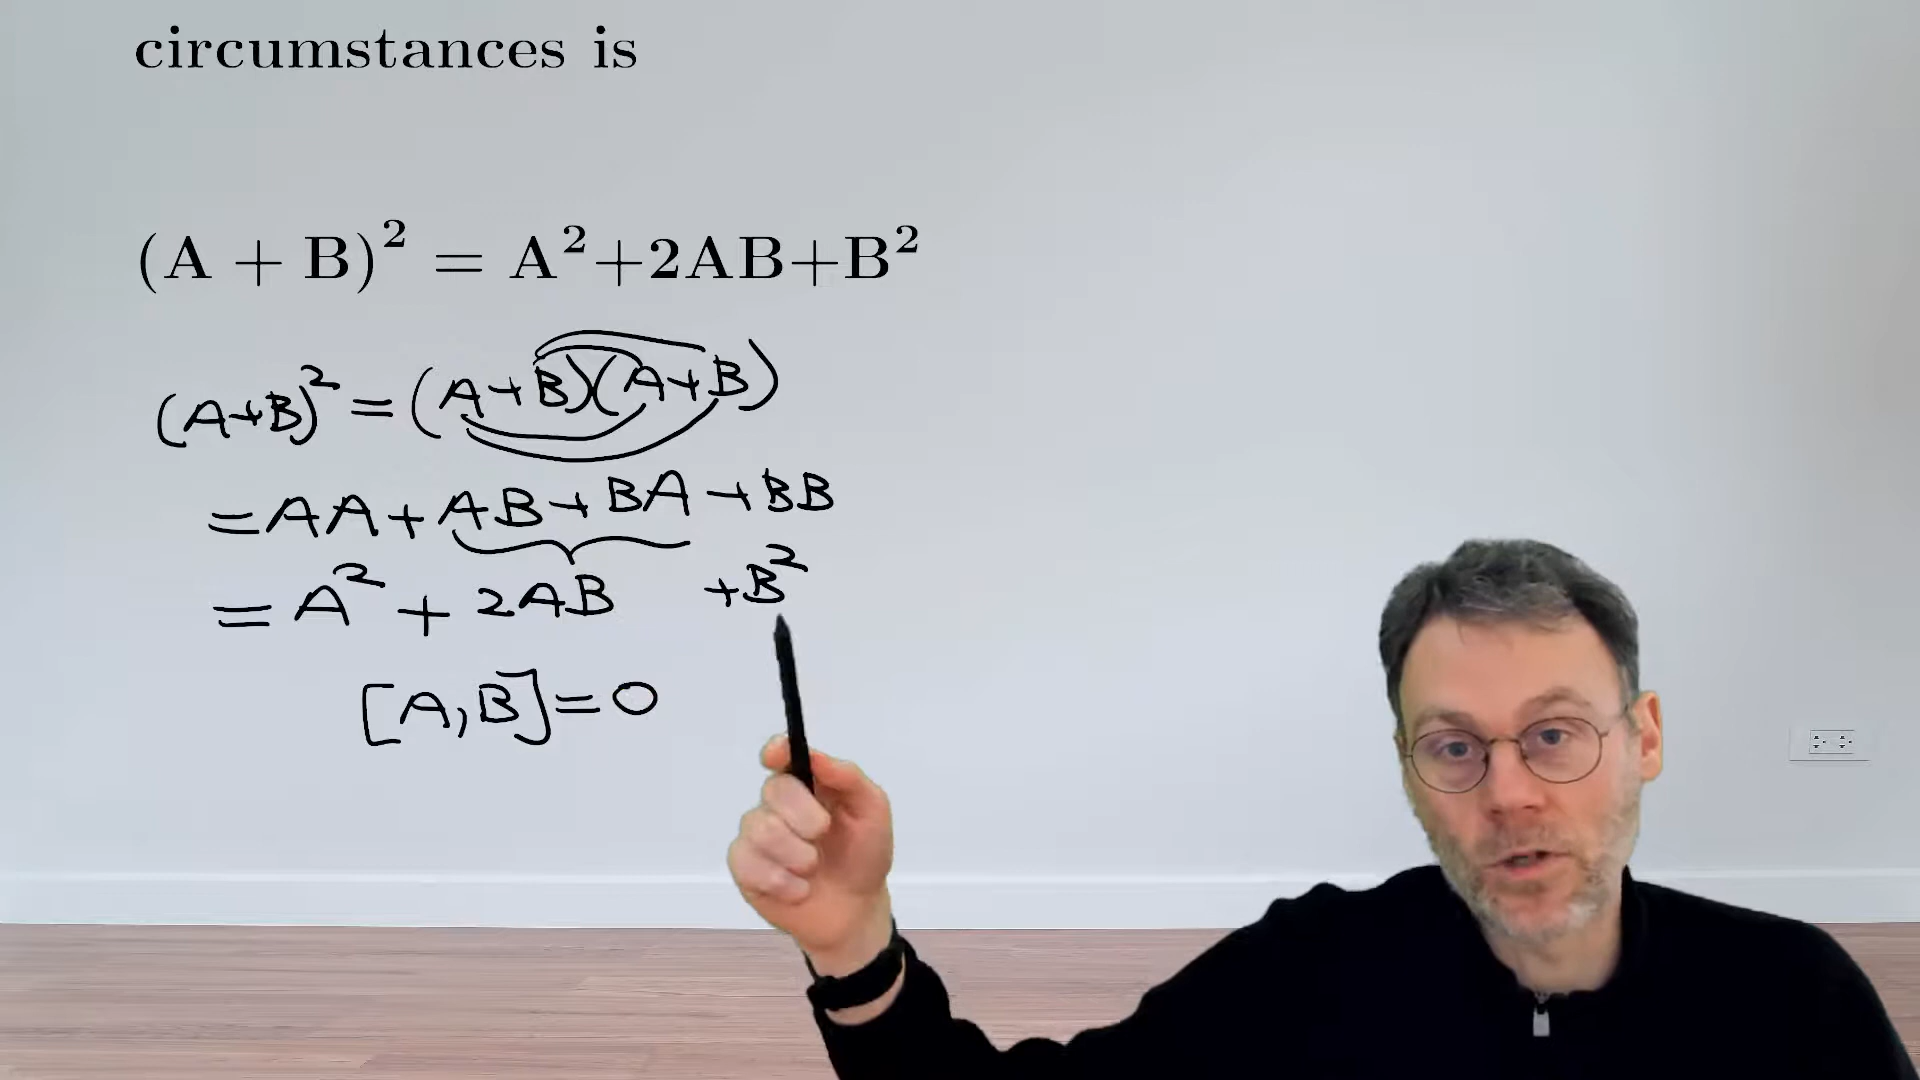 circumstances is
(A + B)² = A²+2AB+B²
(A+B)² = (A+B)(A+B)
= AA + AB + BA + BB
= A² + 2AB + B²
[A,B] = 0